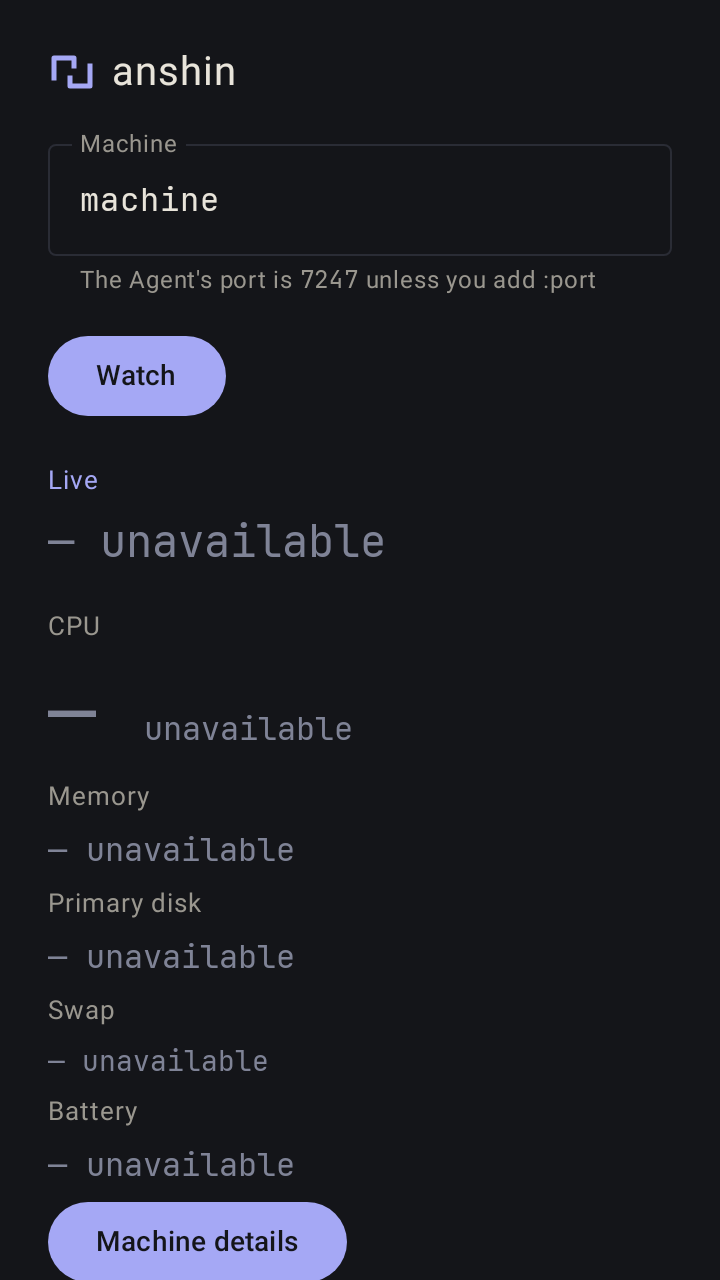 anshin
Machine
machine
The Agent's port is 7247 unless you add :port
Watch
Live
— unavailable
CPU
— unavailable
Memory
— unavailable
Primary disk
— unavailable
Swap
— unavailable
Battery
— unavailable
Machine details